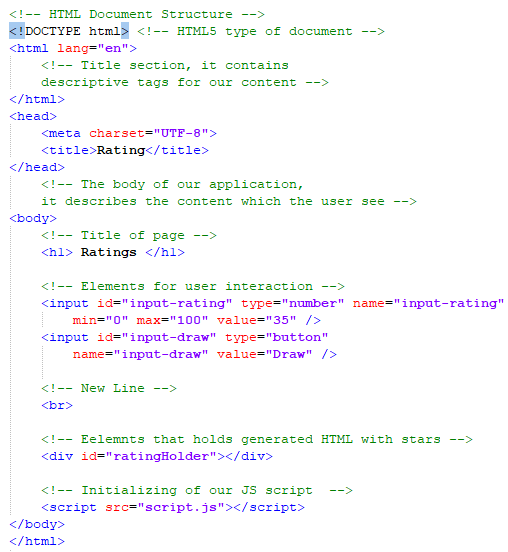 <!-- HTML Document Structure -->
<!DOCTYPE html> <!-- HTML5 type of document -->
<html lang="en">
    <!-- Title section, it contains
    descriptive tags for our content -->
</html>
<head>
    <meta charset="UTF-8">
    <title>Rating</title>
</head>
    <!-- The body of our application,
    it describes the content which the user see -->
<body>
    <!-- Title of page -->
    <h1> Ratings </h1>

    <!-- Elements for user interaction -->
    <input id="input-rating" type="number" name="input-rating"
        min="0" max="100" value="35" />
    <input id="input-draw" type="button"
        name="input-draw" value="Draw" />

    <!-- New Line -->
    <br>

    <!-- Eelemnts that holds generated HTML with stars -->
    <div id="ratingHolder"></div>

    <!-- Initializing of our JS script  -->
    <script src="script.js"></script>
</body>
</html>